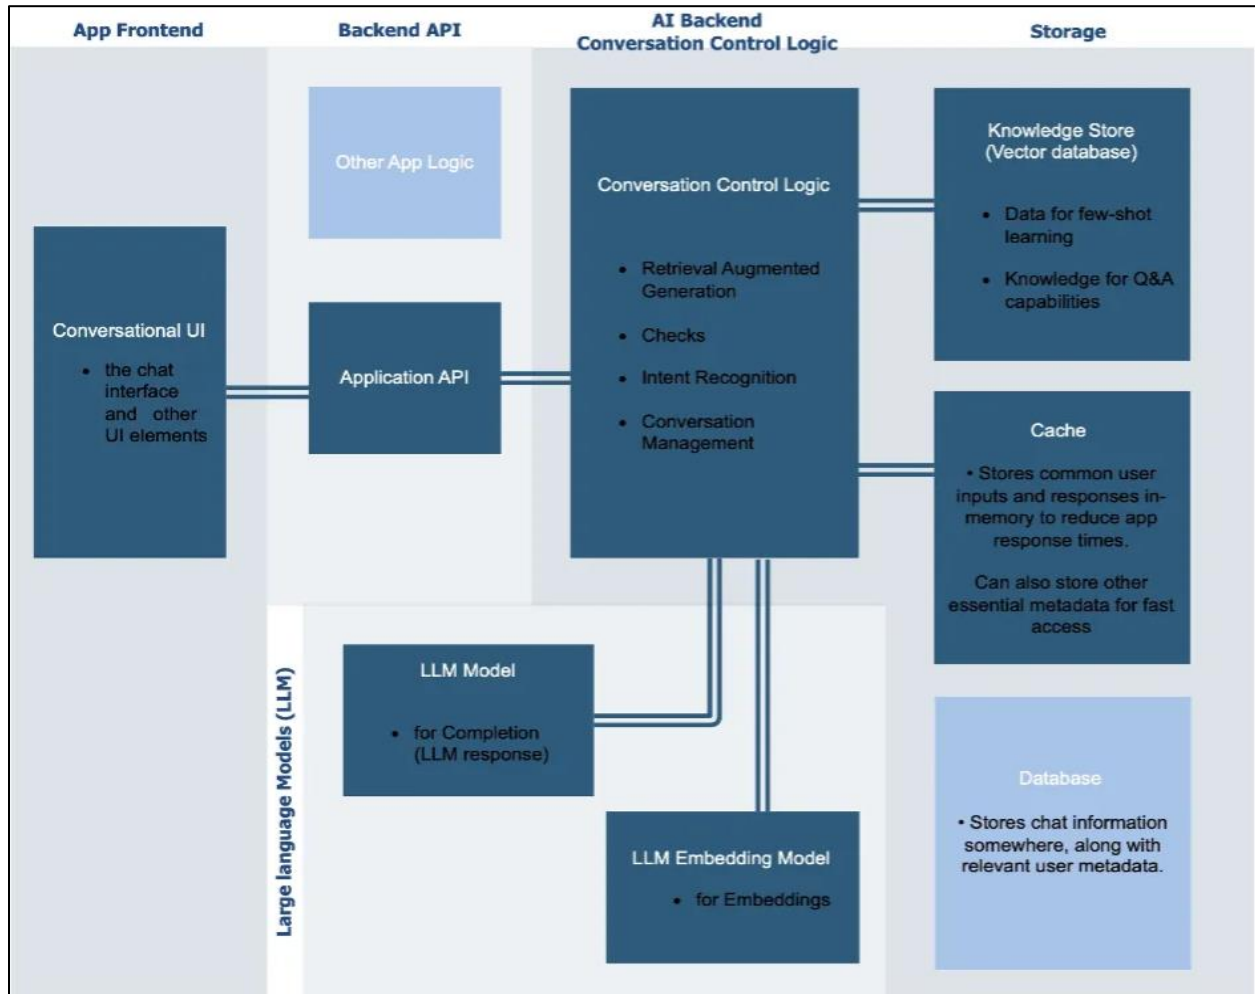 App Frontend
Backend API
AI Backend
Conversation Control Logic
Storage
Other App Logic
Conversational UI
• the chat
interface
and other
UI elements
Application API
Conversation Control Logic
• Retrieval Augmented
Generation
• Checks
• Intent Recognition
• Conversation
Management
Knowledge Store
(Vector database)
• Data for few-shot
learning
• Knowledge for Q&A
capabilities
Cache
• Stores common user
inputs and responses in-
memory to reduce app
response times.
Can also store other
essential metadata for fast
access
Large language Models (LLM)
LLM Model
• for Completion
(LLM response)
LLM Embedding Model
• for Embeddings
Database
• Stores chat information
somewhere, along with
relevant user metadata.